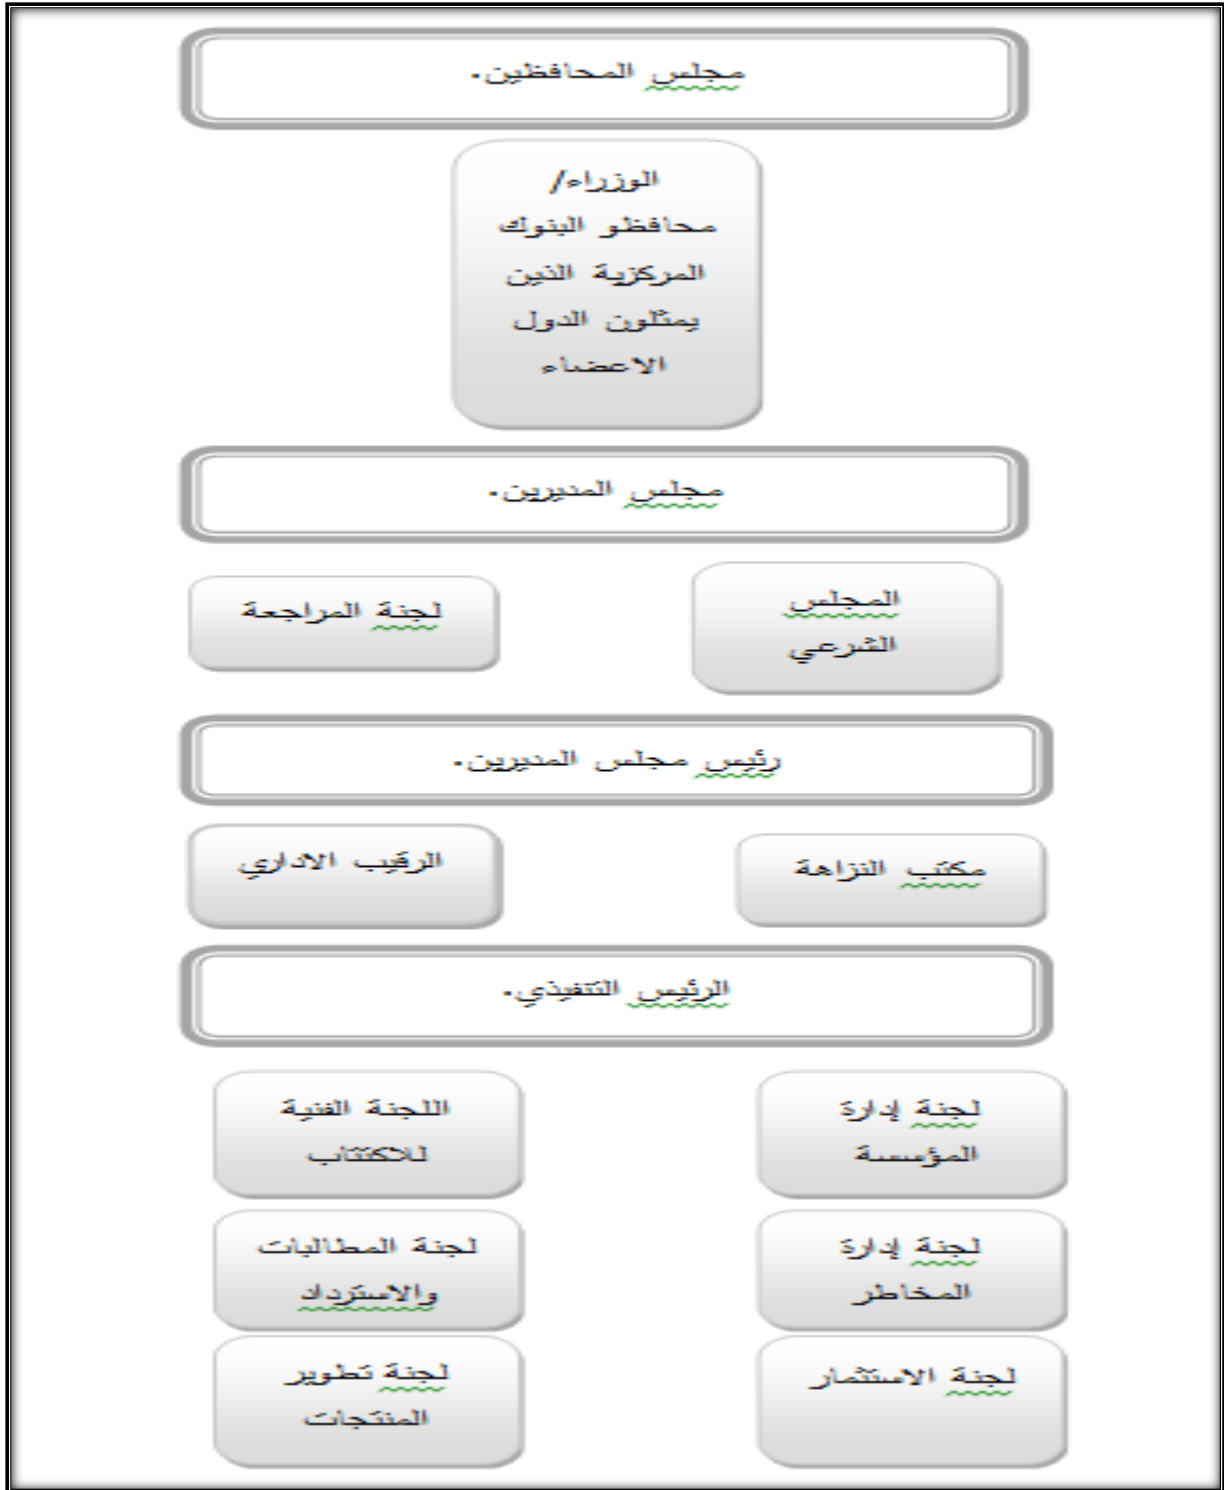 مجلس المحافظين.
الوزراء/
محافظو البنوك
المركزية الذين
يمثلون الدول
الاعضاء
مجلس المديرين.
المجلس
الشرعي
لجنة المراجعة
رئيس مجلس المديرين.
مكتب النزاهة
الرقيب الاداري
الرئيس التنفيذي.
لجنة إدارة
المؤسسة
اللجنة الفنية
للاكتتاب
لجنة إدارة
المخاطر
لجنة المطالبات
والاسترداد
لجنة الاستثمار
لجنة تطوير
المنتجات